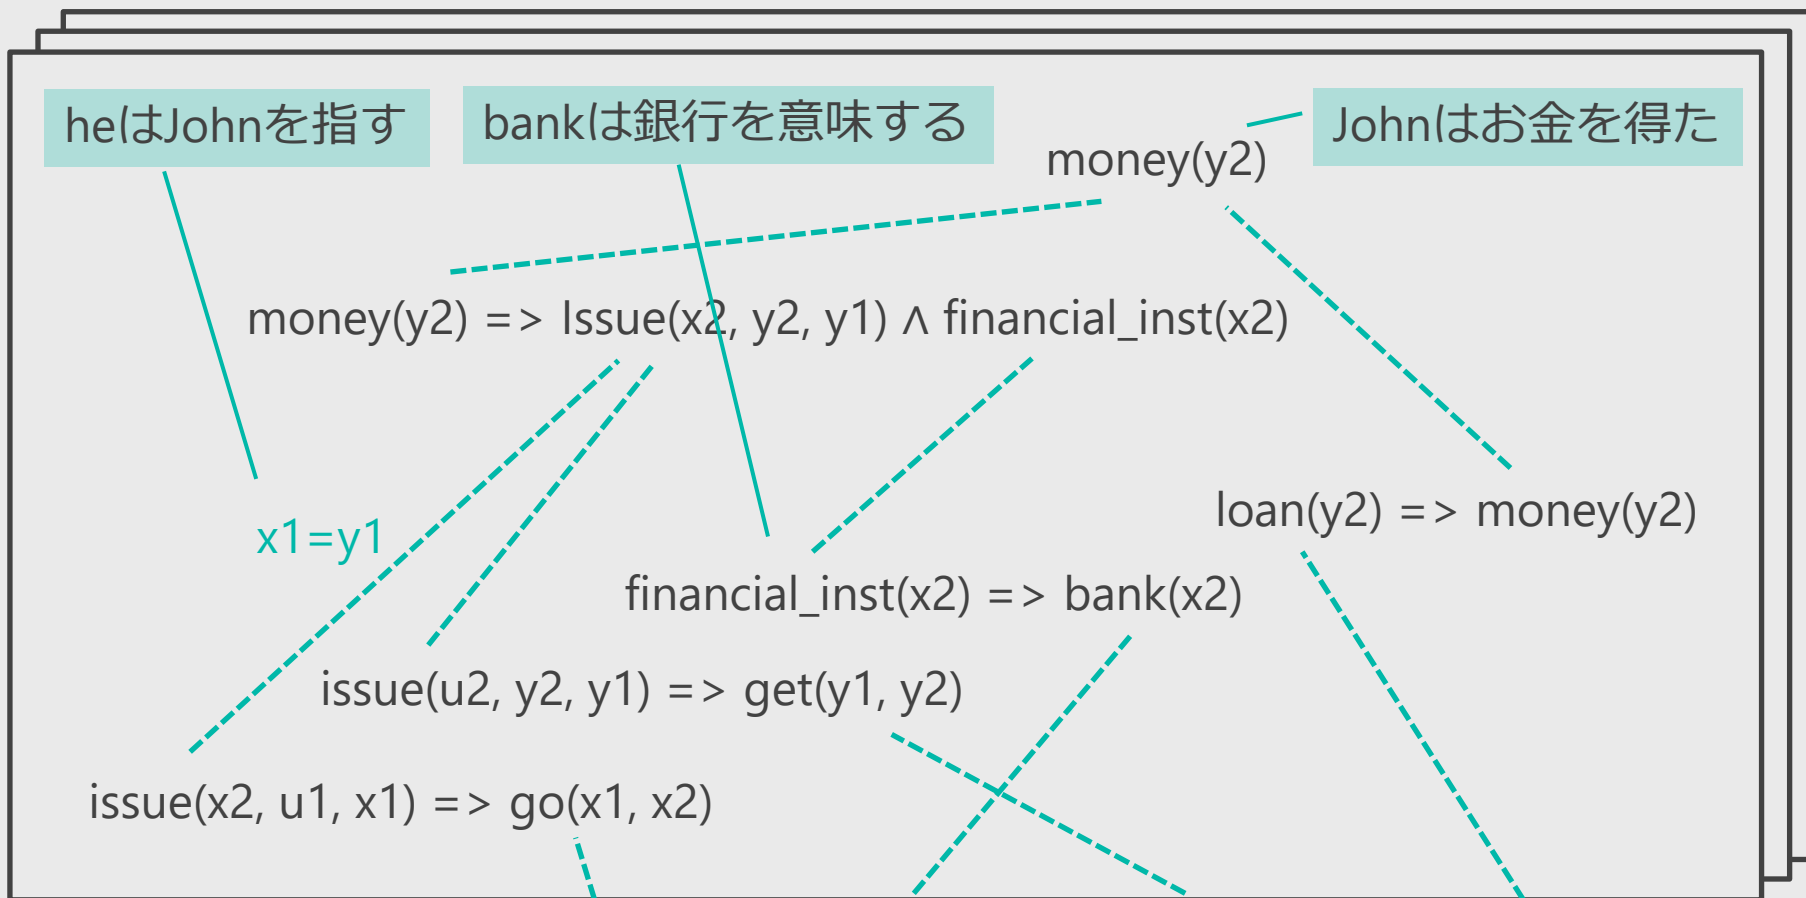 heはJohnを指す
bankは銀行を意味する
Johnはお金を得た
money(y2)
money(y2) => Issue(x2, y2, y1) ∧ financial_inst(x2)
loan(y2) => money(y2)
x1=y1
financial_inst(x2) => bank(x2)
issue(u2, y2, y1) => get(y1, y2)
issue(x2, u1, x1) => go(x1, x2)